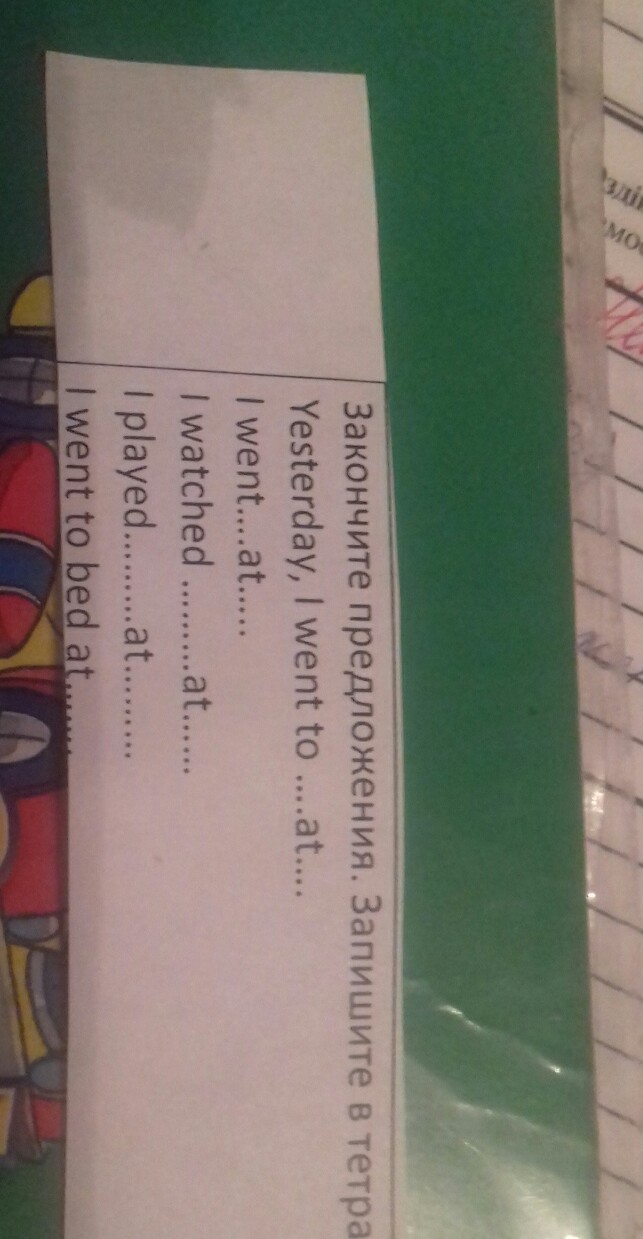 Закончите предложения. Запишите в тетра
Yesterday, I went to .....at....
I went....at.....
I watched ..........at......
I played..........at.........
I went to bed at.......